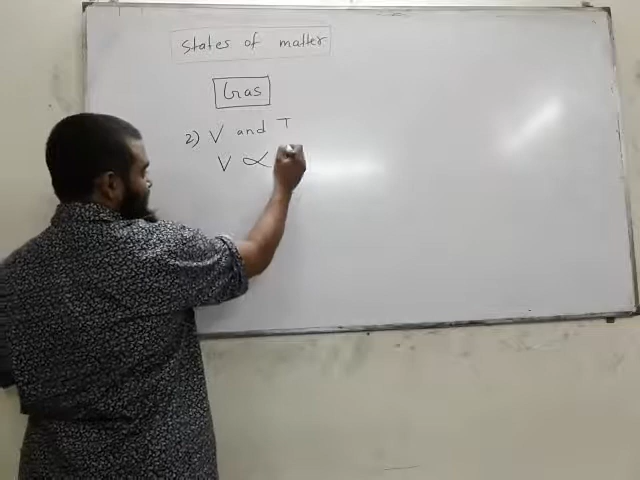 States of matter
Gas
2) V and T
V ∝